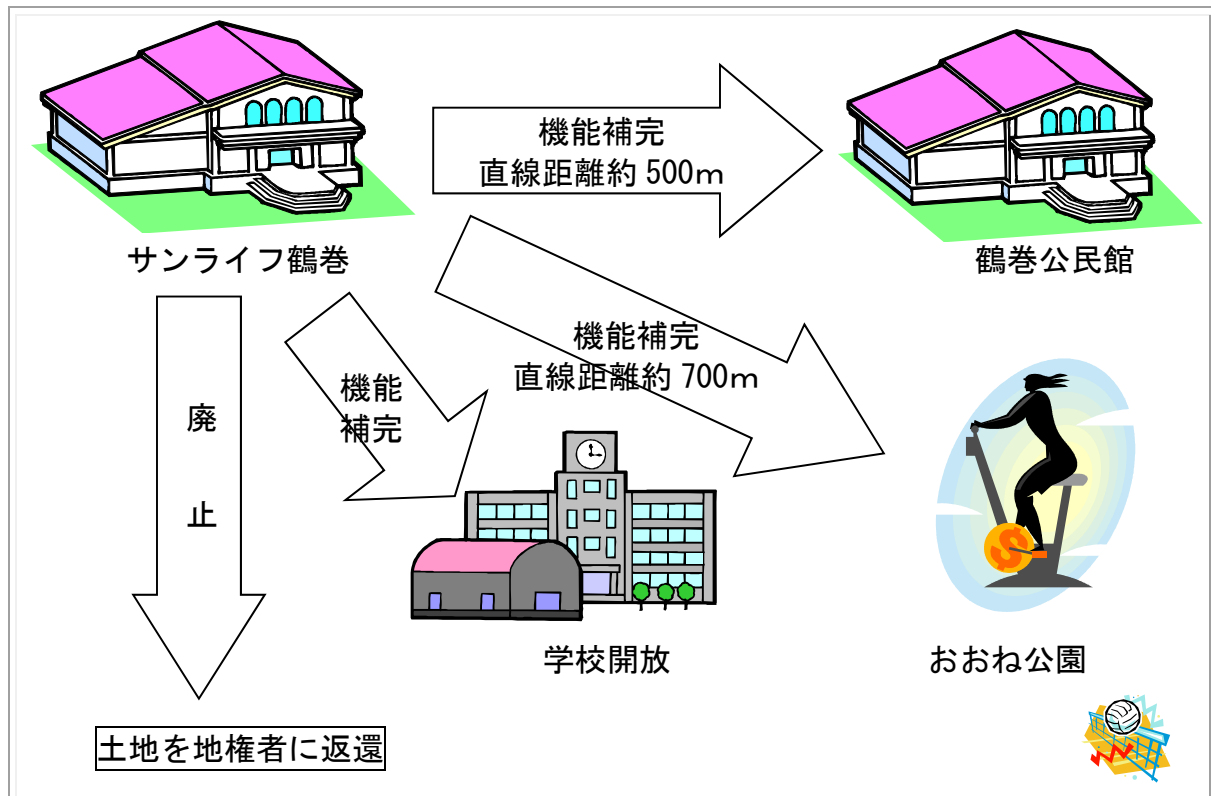 機能補完
直線距離約 500m
サンライフ鶴巻
鶴巻公民館
機能補完
直線距離約 700m
機能
補完
廃
止
学校開放
おおね公園
土地を地権者に返還
$